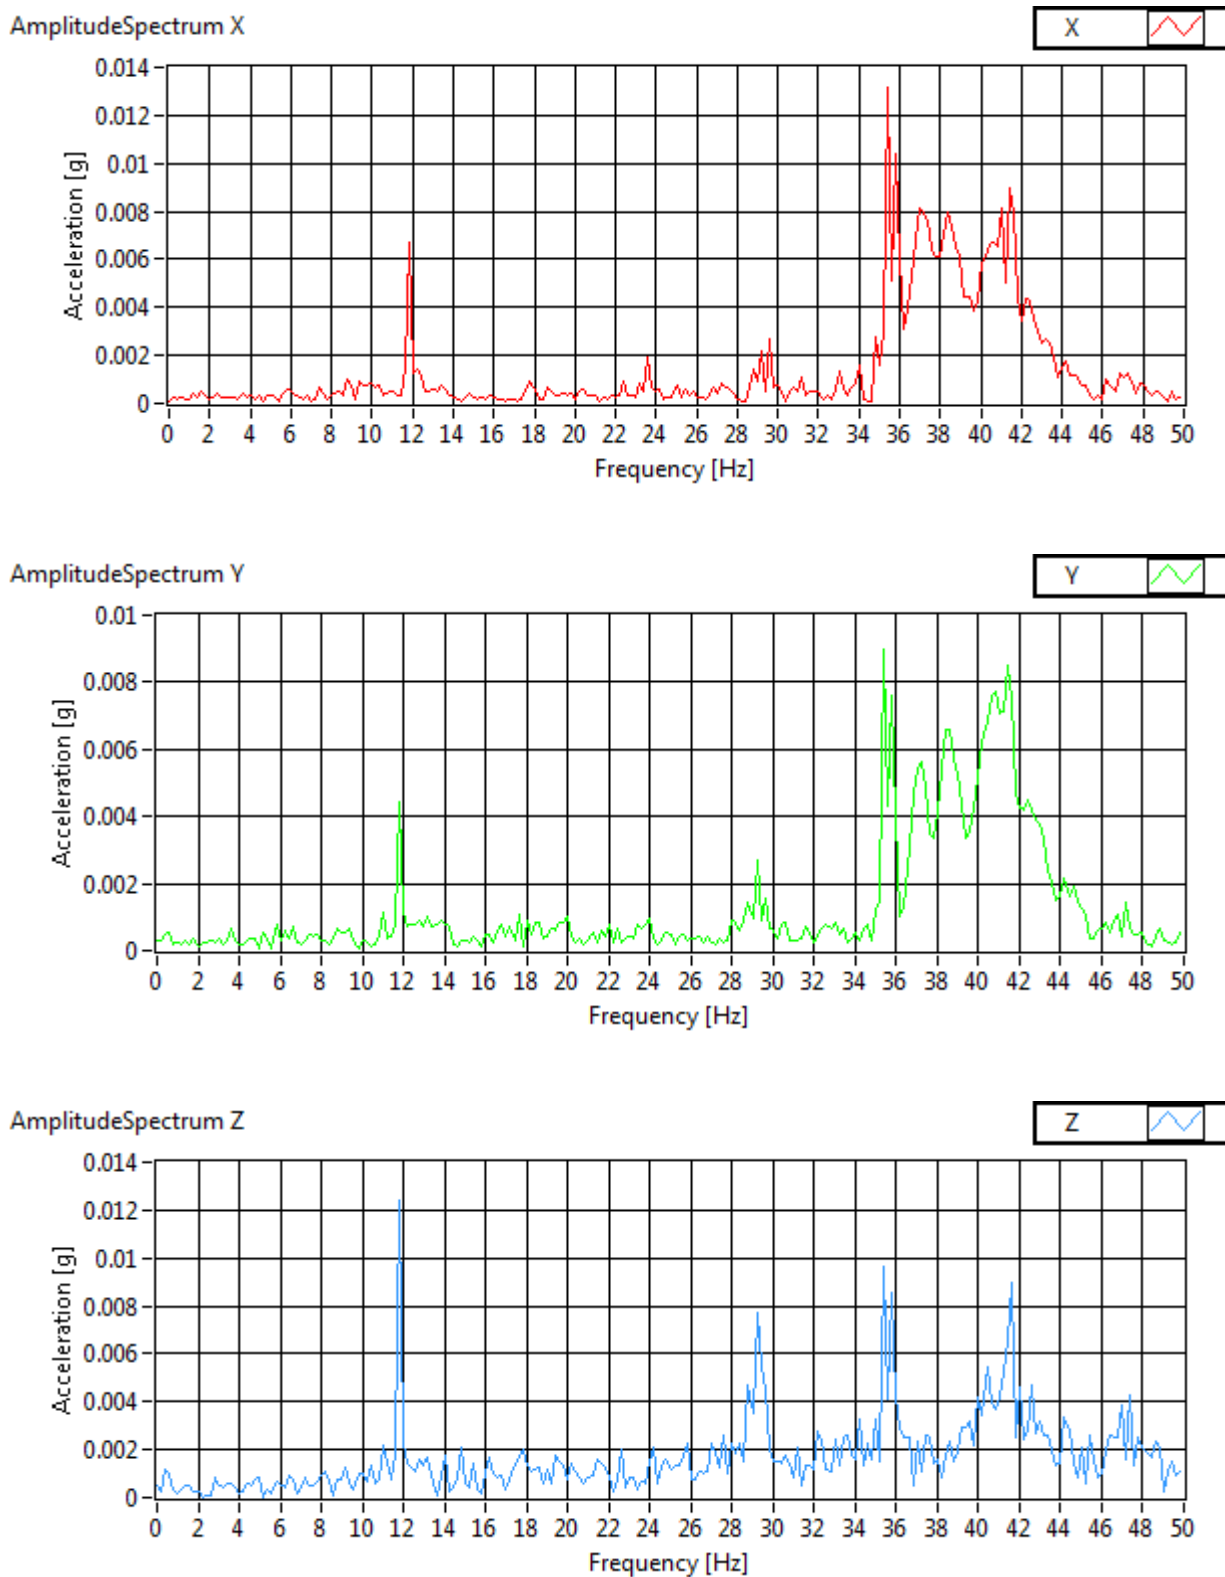 AmplitudeSpectrum X
X
0.014
0.012
0.01
0.008
0.006
0.004
0.002
0
Acceleration [g]
0 2 4 6 8 10 12 14 16 18 20 22 24 26 28 30 32 34 36 38 40 42 44 46 48 50
Frequency [Hz]
AmplitudeSpectrum Y
Y
0.01
0.008
0.006
0.004
0.002
0
Acceleration [g]
0 2 4 6 8 10 12 14 16 18 20 22 24 26 28 30 32 34 36 38 40 42 44 46 48 50
Frequency [Hz]
AmplitudeSpectrum Z
Z
0.014
0.012
0.01
0.008
0.006
0.004
0.002
0
Acceleration [g]
0 2 4 6 8 10 12 14 16 18 20 22 24 26 28 30 32 34 36 38 40 42 44 46 48 50
Frequency [Hz]